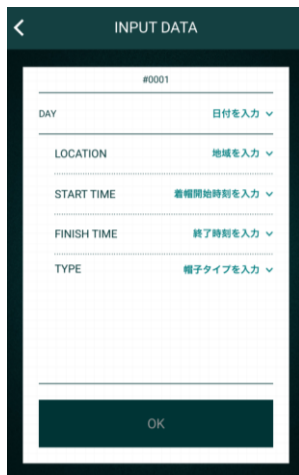 INPUT DATA
#0001
DAY 日付を入力
LOCATION 地域を入力
START TIME 着帽開始時刻を入力
FINISH TIME 終了時刻を入力
TYPE 帽子タイプを入力
OK